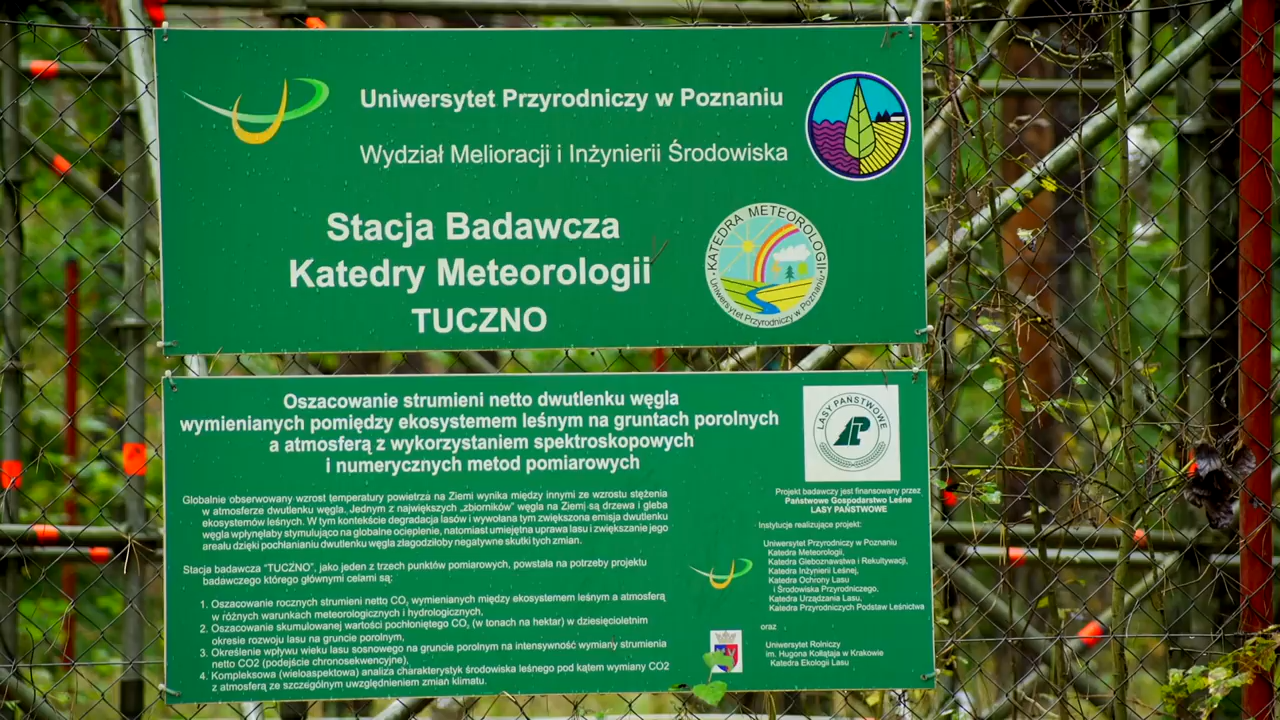 Uniwersytet Przyrodniczy w Poznaniu
Wydział Melioracji i Inżynierii Środowiska
Stacja Badawcza
Katedry Meteorologii
TUCZNO
KATEDRA METEOROLOGII
Uniwersytet Przyrodniczy w Poznaniu
Oszacowanie strumieni netto dwutlenku węgla
wymienianych pomiędzy ekosystemem leśnym na gruntach porolnych
a atmosferą z wykorzystaniem spektroskopowych
i numerycznych metod pomiarowych
Globalnie obserwowany wzrost temperatury powietrza na Ziemi wynika między innymi ze wzrostu stężenia
w atmosferze dwutlenku węgla. Jednym z największych „zbiorników” węgla na Ziemi są drzewa i gleba
ekosystemów leśnych. W tym kontekście degradacja lasów i wywołana tym zwiększona emisja dwutlenku
węgla wpłynęłaby stymulująco na globalne ocieplenie, natomiast umiejętna uprawa lasu i zwiększanie jego
areału dzięki pochłanianiu dwutlenku węgla złagodziłoby negatywne skutki tych zmian.
Stacja badawcza "TUCZNO", jako jeden z trzech punktów pomiarowych, powstała na potrzeby projektu
badawczego którego głównymi celami są:
1. Oszacowanie rocznych strumieni netto CO₂ wymienianych między ekosystemem leśnym a atmosferą
w różnych warunkach meteorologicznych i hydrologicznych,
2. Oszacowanie skumulowanej wartości pochłoniętego CO₂ (w tonach na hektar) w dziesięcioletnim
okresie rozwoju lasu na gruncie porolnym,
3. Określenie wpływu wieku lasu sosnowego na gruncie porolnym na intensywność wymiany strumienia
netto CO2 (podejście chronosekwencyjne),
4. Kompleksowa (wieloaspektowa) analiza charakterystyk środowiska leśnego pod kątem wymiany CO2
z atmosferą ze szczególnym uwzględnieniem zmian klimatu.
LASY PAŃSTWOWE
Projekt badawczy jest finansowany przez
Państwowe Gospodarstwo Leśne
LASY PAŃSTWOWE
Instytucje realizujące projekt:
Uniwersytet Przyrodniczy w Poznaniu
Katedra Meteorologii,
Katedra Gleboznawstwa i Rekultywacji,
Katedra Inżynierii Leśnej,
Katedra Ochrony Lasu
i Środowiska Przyrodniczego,
Katedra Urządzania Lasu,
Katedra Przyrodniczych Podstaw Leśnictwa
oraz
Uniwersytet Rolniczy
im. Hugona Kołłątaja w Krakowie
Katedra Ekologii Lasu